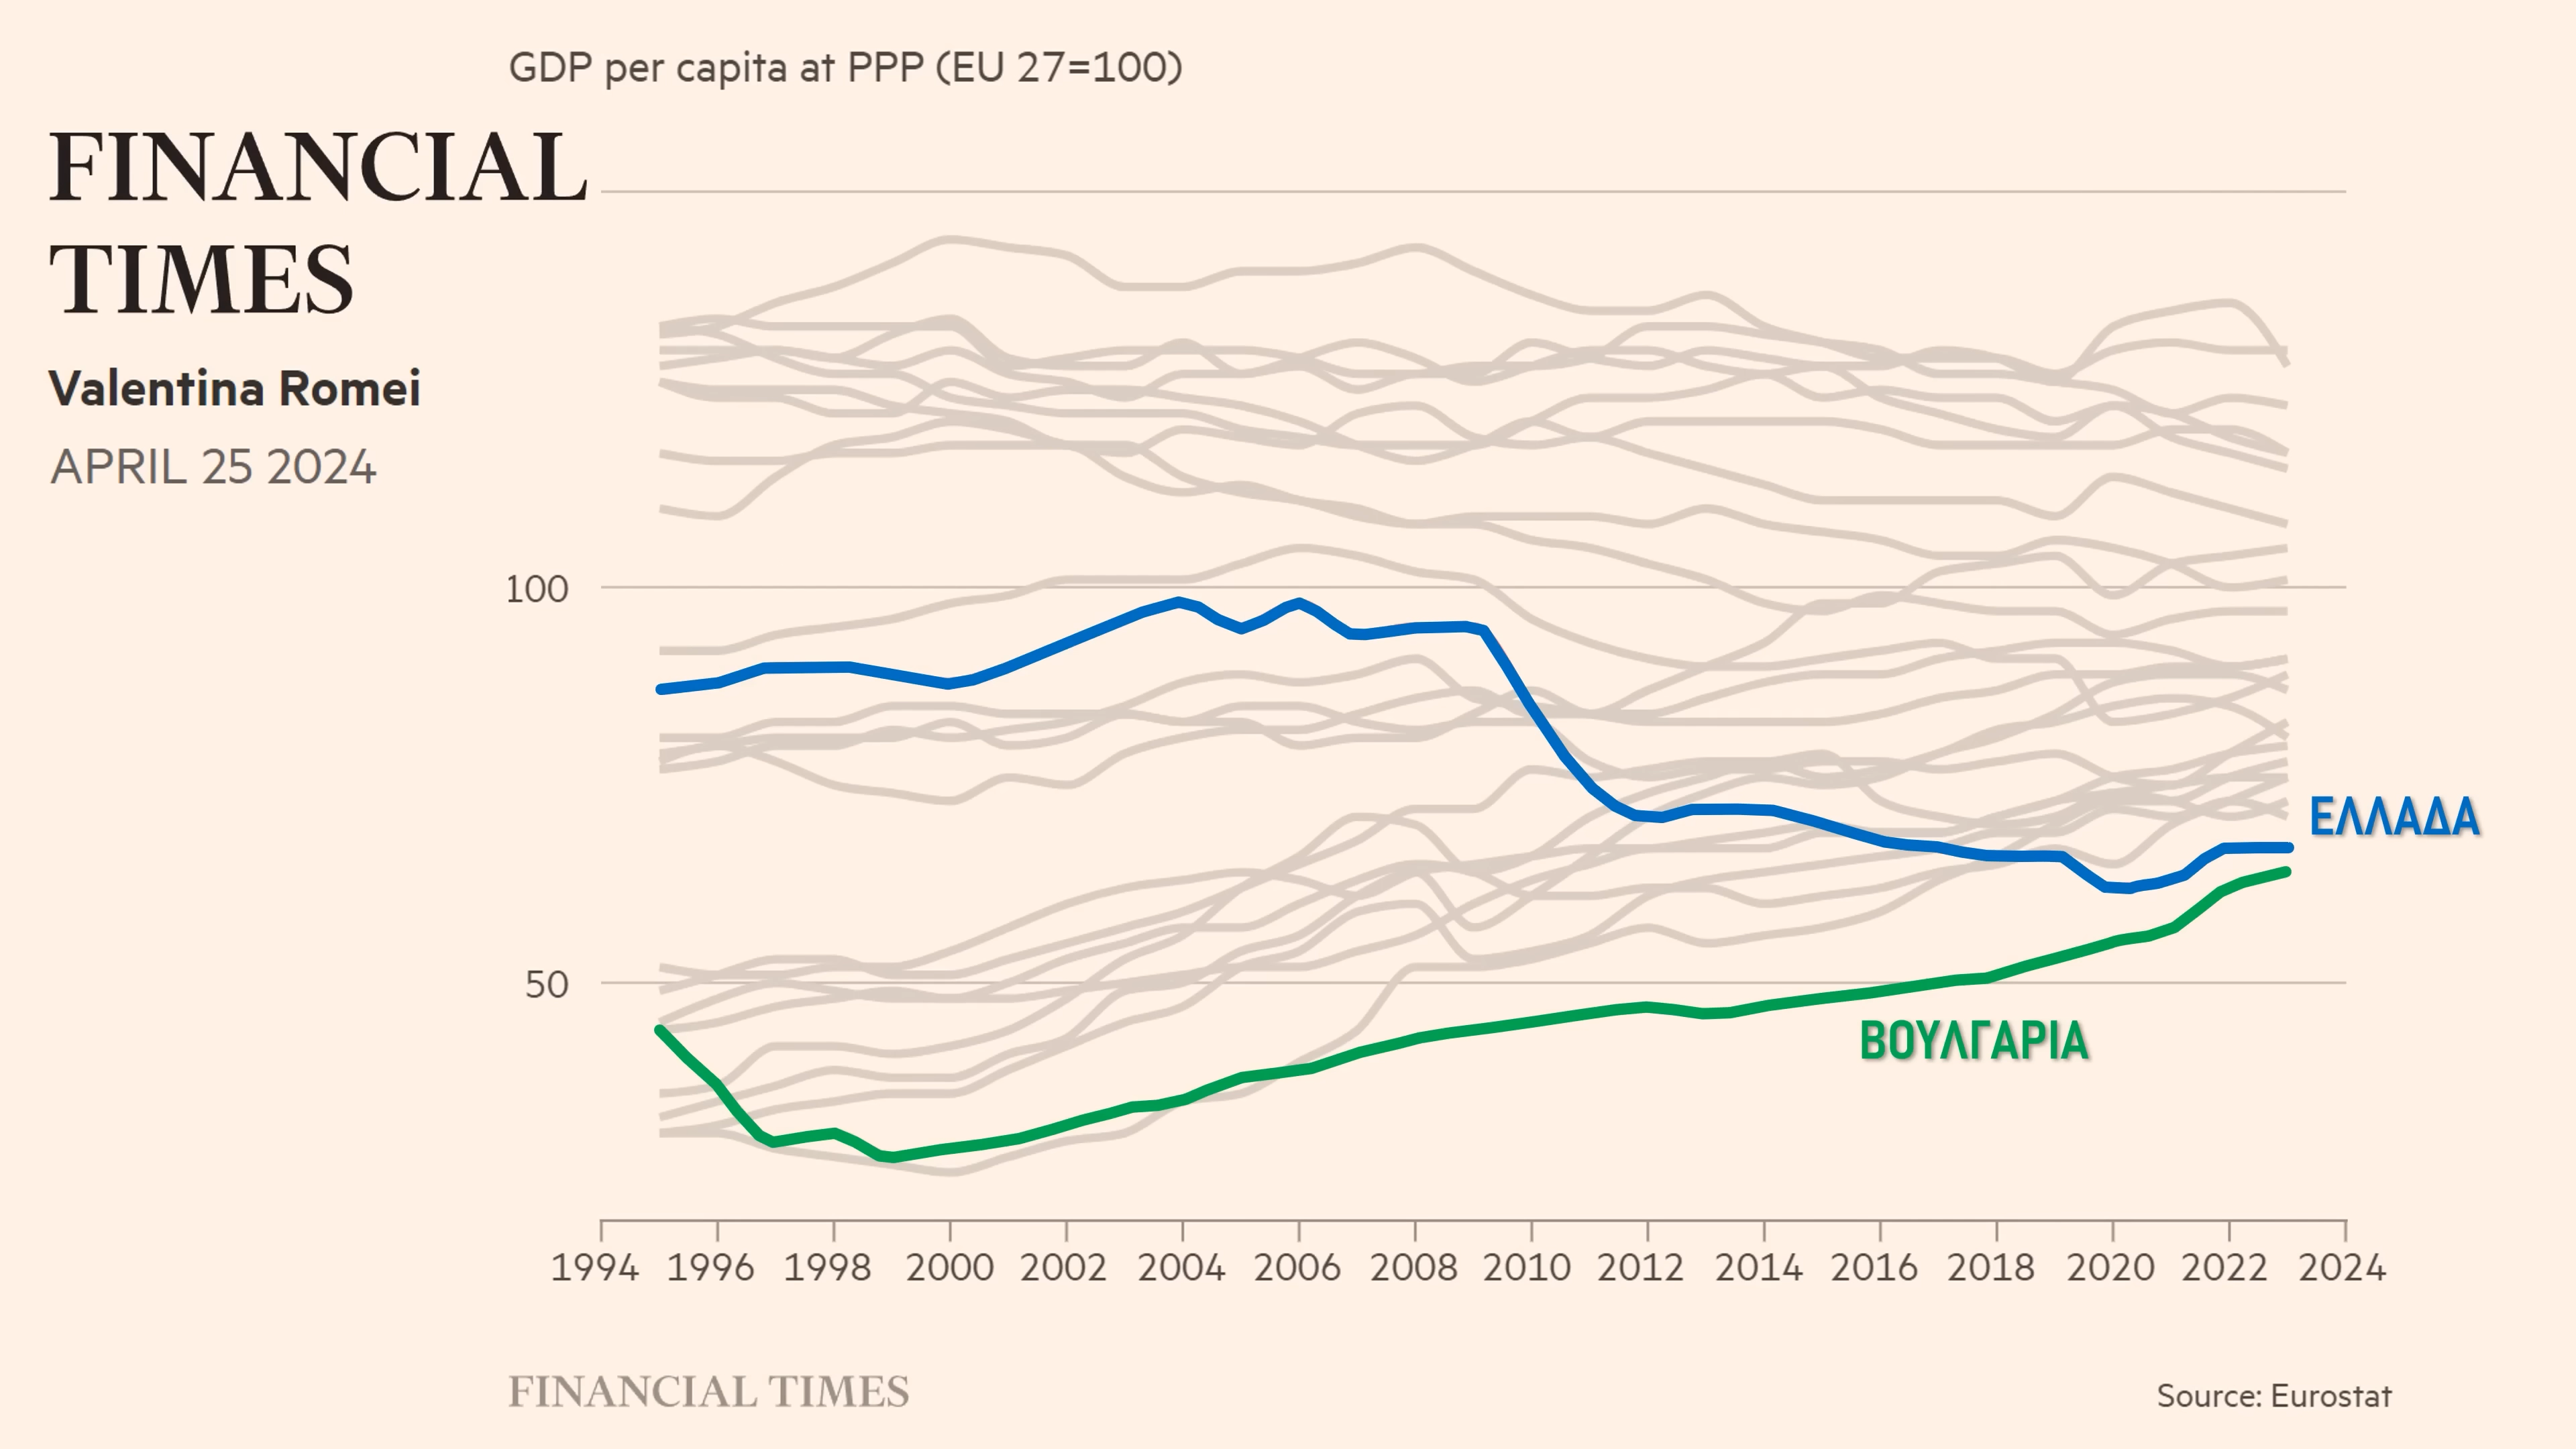 GDP per capita at PPP (EU 27=100)
FINANCIAL
TIMES
Valentina Romei
APRIL 25 2024
100
50
ΕΛΛΑΔΑ
ΒΟΥΛΓΑΡΙΑ
1994 1996 1998 2000 2002 2004 2006 2008 2010 2012 2014 2016 2018 2020 2022 2024
FINANCIAL TIMES
Source: Eurostat